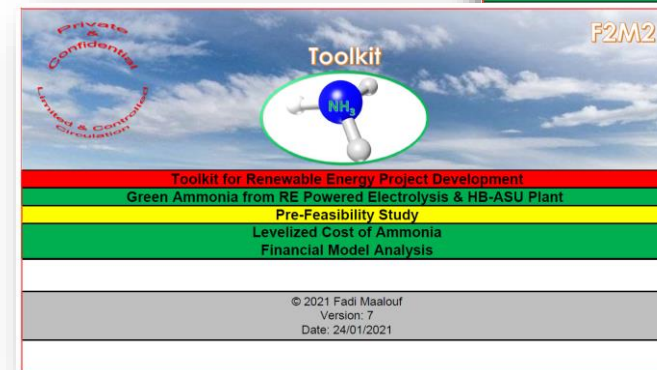 Private
&
Confidential
Limited & Controlled
Circulation
F2M2
Toolkit
NH3
Toolkit for Renewable Energy Project Development
Green Ammonia from RE Powered Electrolysis & HB-ASU Plant
Pre-Feasibility Study
Levelized Cost of Ammonia
Financial Model Analysis
© 2021 Fadi Maalouf
Version: 7
Date: 24/01/2021